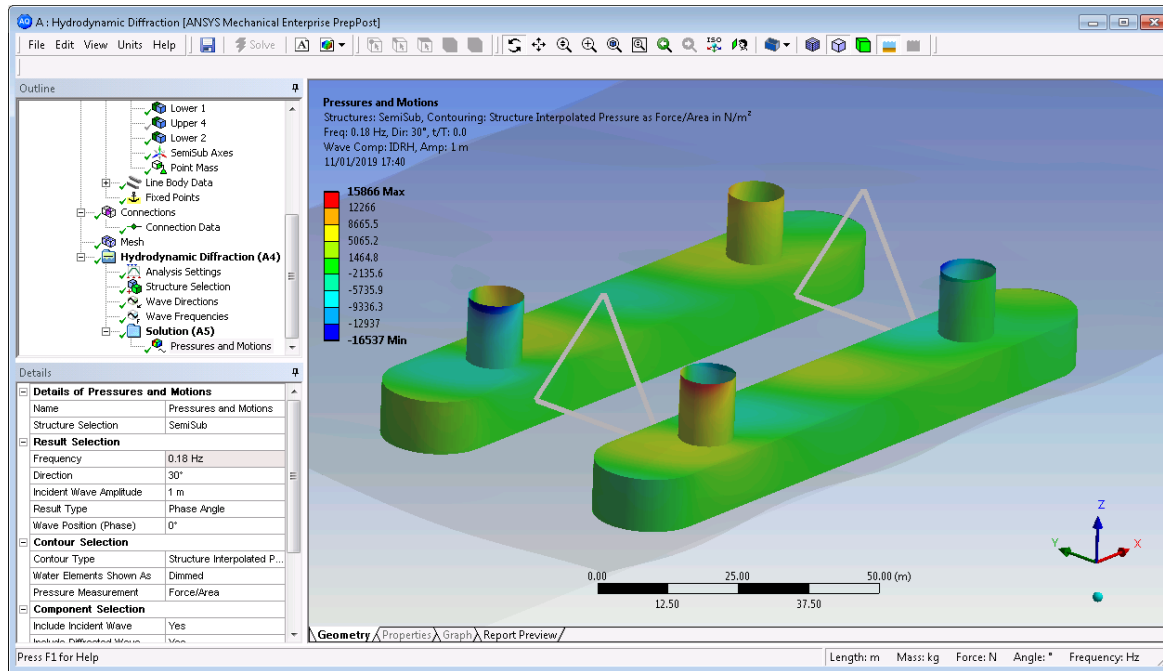 A : Hydrodynamic Diffraction [ANSYS Mechanical Enterprise PrepPost]
File Edit View Units Help Solve
ISO
Outline
Lower 1
Upper 4
Lower 2
SemiSub Axes
Point Mass
Line Body Data
Fixed Points
Connections
Connection Data
Mesh
Hydrodynamic Diffraction (A4)
Analysis Settings
Structure Selection
Wave Directions
Wave Frequencies
Solution (A5)
Pressures and Motions
Details
Details of Pressures and Motions
Name Pressures and Motions
Structure Selection SemiSub
Result Selection
Frequency 0.18 Hz
Direction 30°
Incident Wave Amplitude 1 m
Result Type Phase Angle
Wave Position (Phase) 0°
Contour Selection
Contour Type Structure Interpolated P...
Water Elements Shown As Dimmed
Pressure Measurement Force/Area
Component Selection
Include Incident Wave Yes
Include Diffracted Wave Yes
Pressures and Motions
Structures: SemiSub, Contouring: Structure Interpolated Pressure as Force/Area in N/m²
Freq: 0.18 Hz, Dir: 30°, t/T: 0.0
Wave Comp: IDRH, Amp: 1 m
11/01/2019 17:40
15866 Max
12266
8665.5
5065.2
1464.8
-2135.6
-5735.9
-9336.3
-12937
-16537 Min
Z
Y X
0.00 25.00 50.00 (m)
12.50 37.50
Geometry Properties Graph Report Preview
Press F1 for Help Length: m Mass: kg Force: N Angle: ° Frequency: Hz